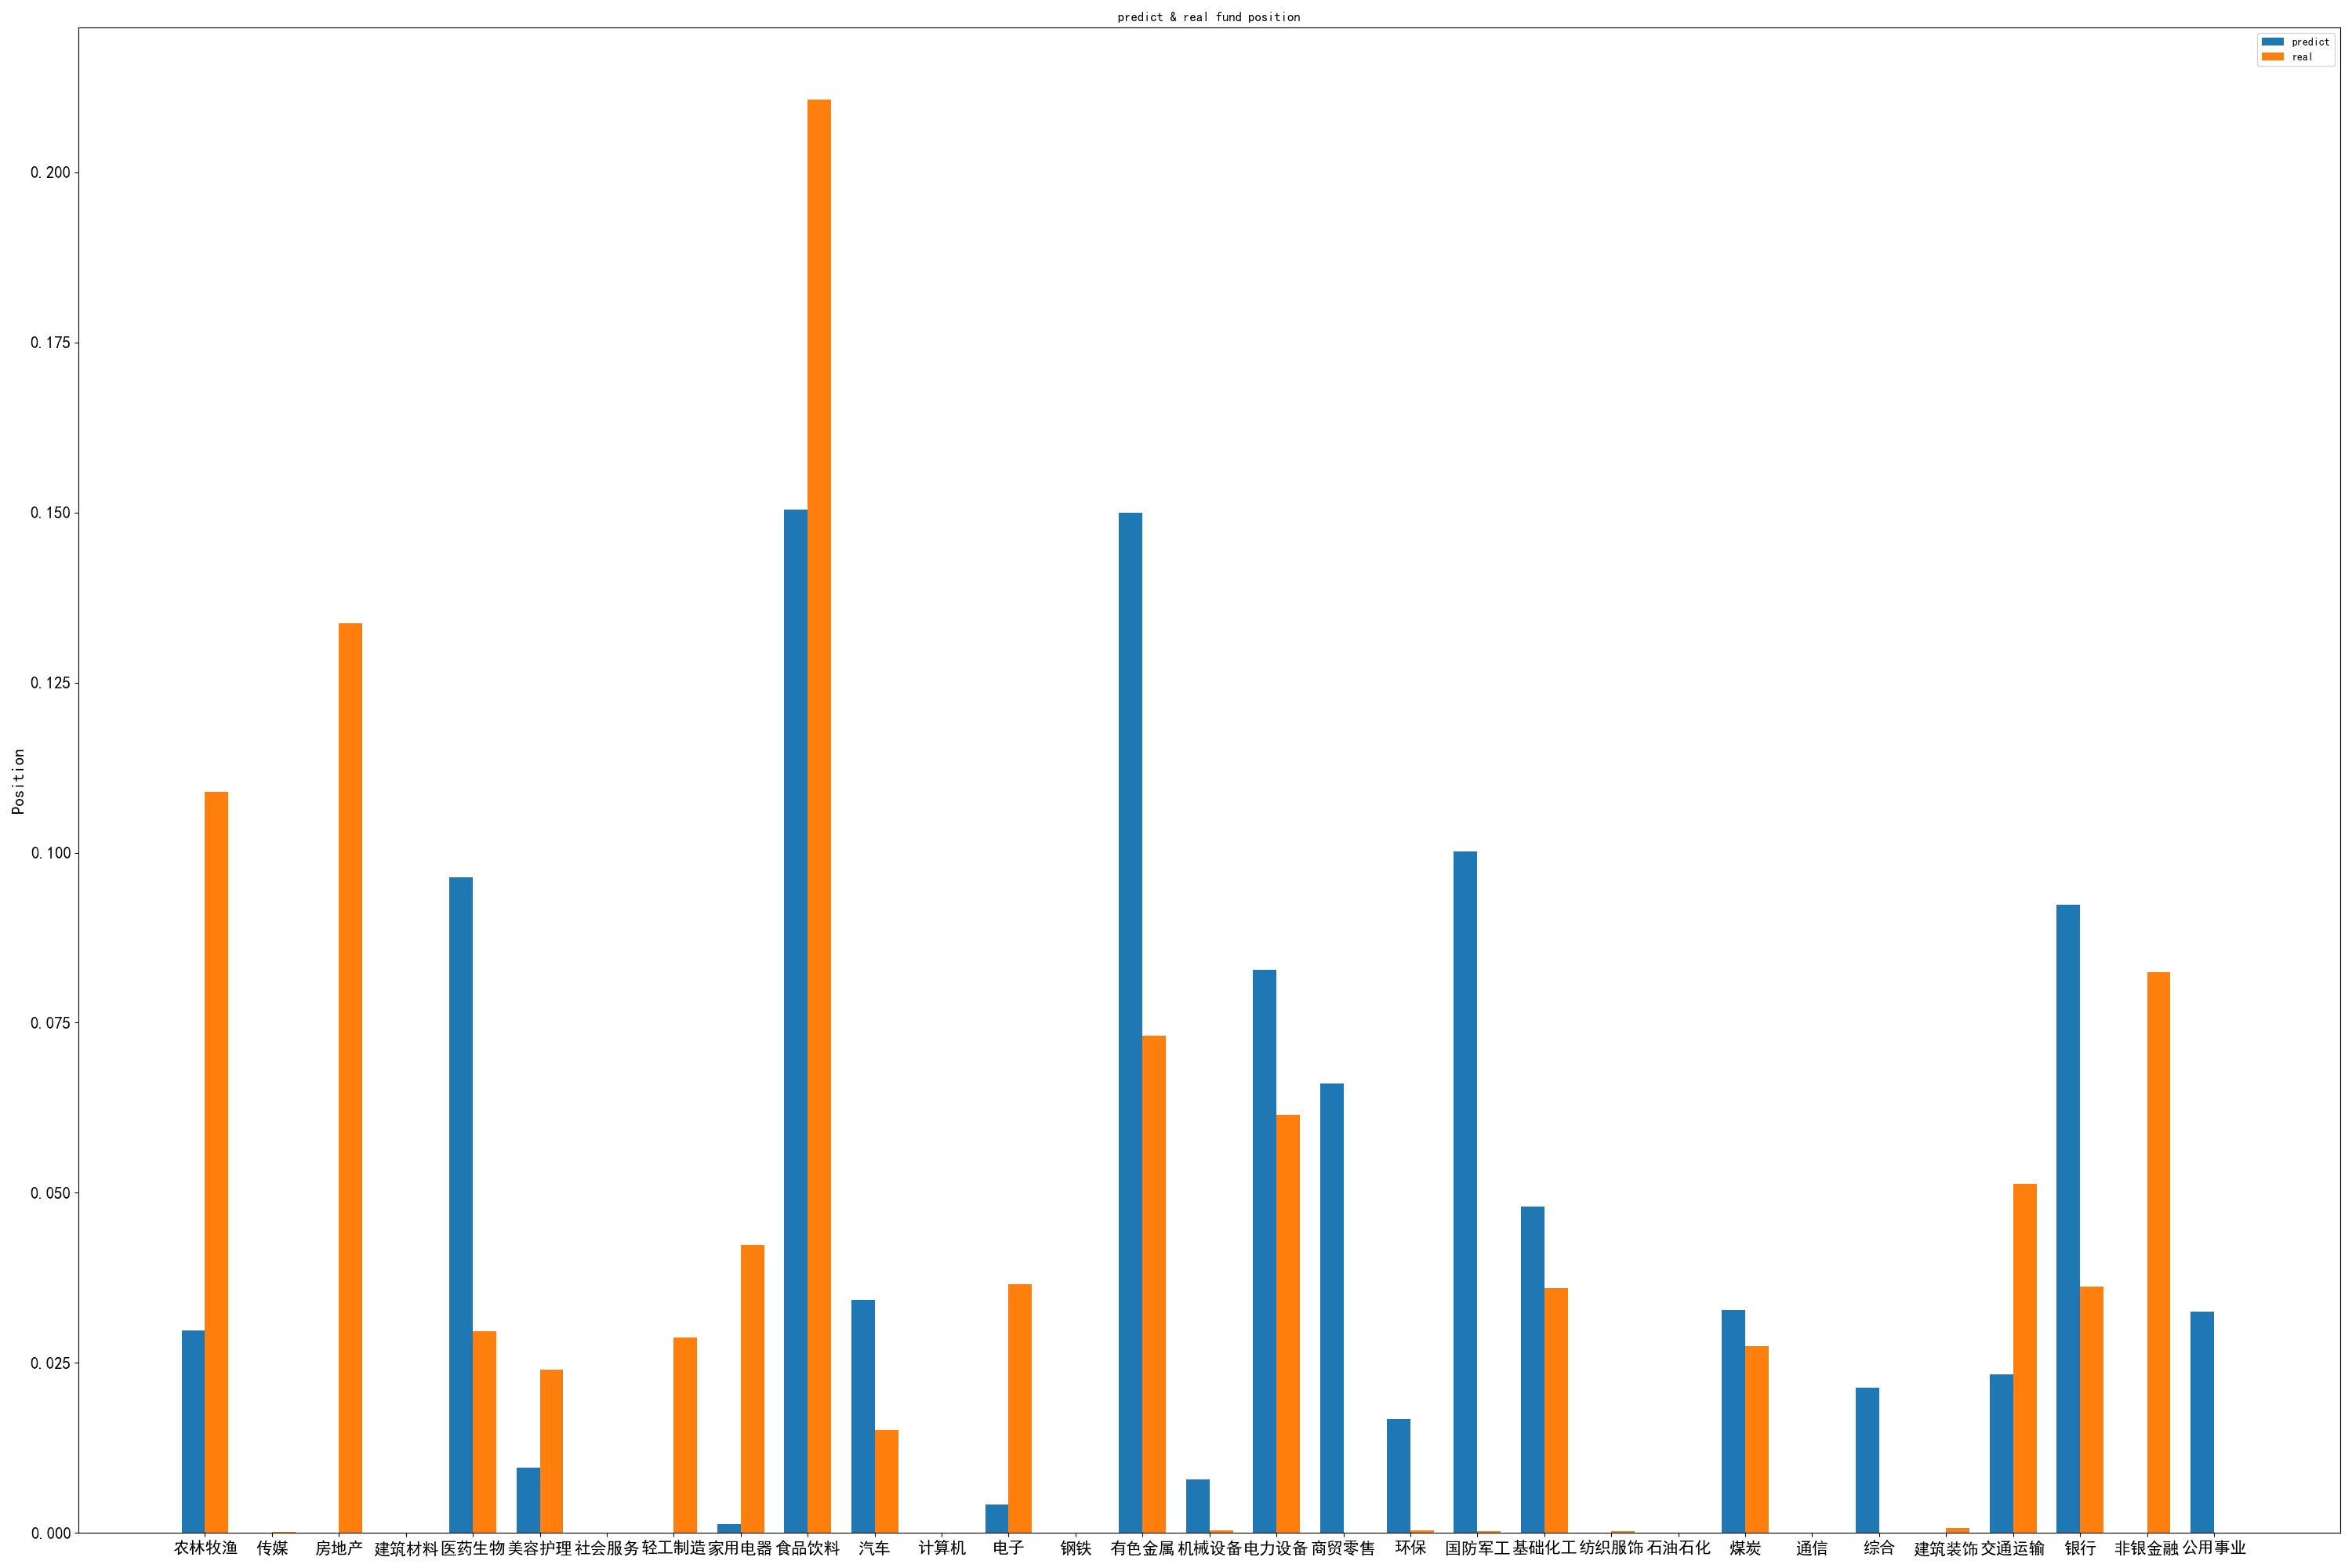 predict & real fund position
predict
real
0.200
0.175
0.150
0.125
0.100
0.075
0.050
0.025
0.000
Position
农林牧渔 传媒 房地产 建筑材料 医药生物 美容护理 社会服务 轻工制造 家用电器 食品饮料 汽车 计算机 电子 钢铁 有色金属 机械设备 电力设备 商贸零售 环保 国防军工 基础化工 纺织服饰 石油石化 煤炭 通信 综合 建筑装饰 交通运输 银行 非银金融 公用事业